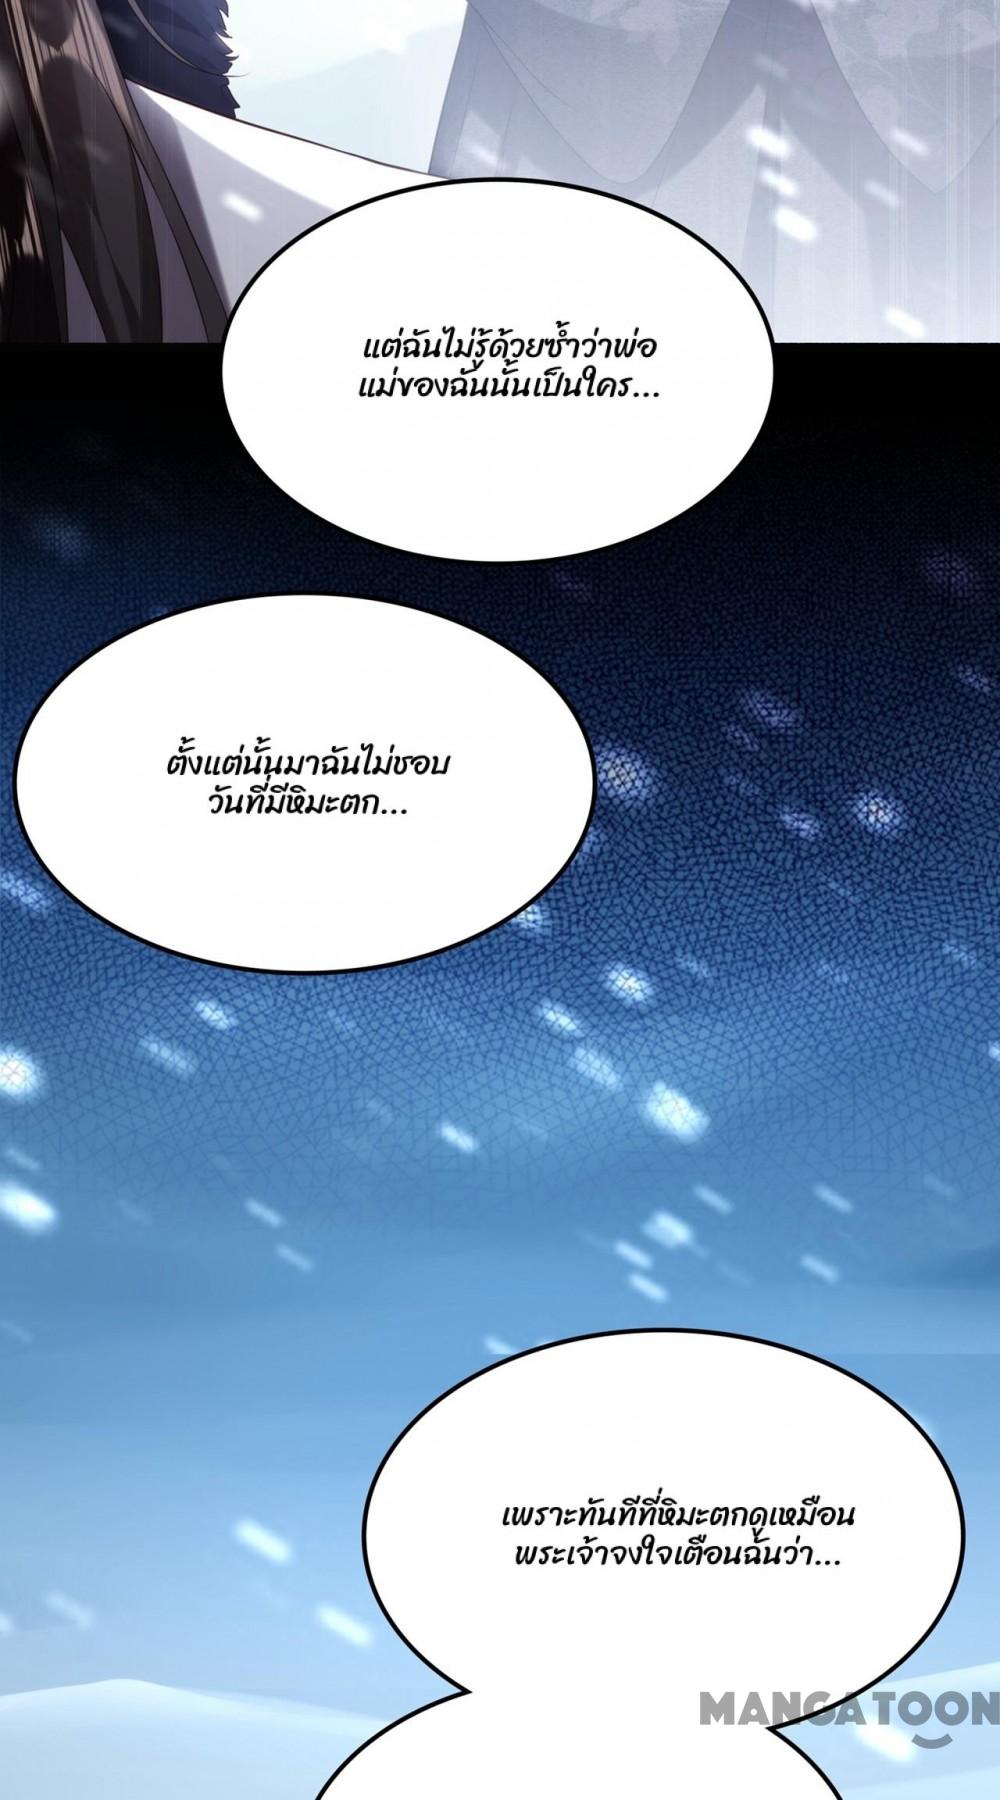 แต่ฉันไม่รู้ด้วยซ้ำว่าพ่อ
แม่ของฉันนั้นเป็นใคร...
ตั้งแต่นั้นมาฉันไม่ชอบ
วันที่มีหิมะตก...
เพราะทันทีที่หิมะตกดูเหมือน
พระเจ้าจงใจเตือนฉันว่า...
MANGATOON